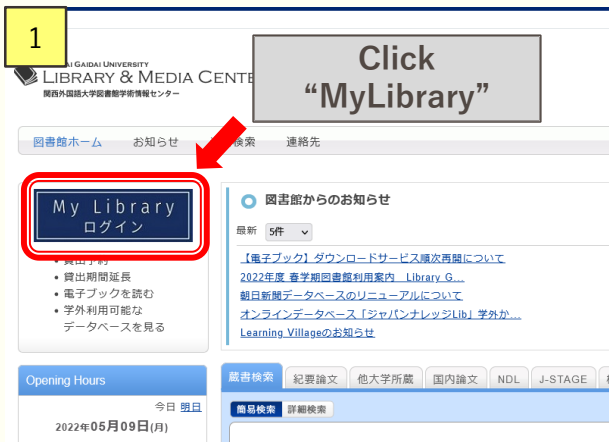 1
AI GAIDAI UNIVERSITY
LIBRARY & MEDIA CENTE
関西外国語大学図書館学術情報センター
Click
“MyLibrary”
図書館ホーム お知らせ 検索 連絡先
My Library
ログイン
• 貸出予約
• 貸出期間延長
• 電子ブックを読む
• 学外利用可能な
データベースを見る
図書館からのお知らせ
最新 5件
【電子ブック】ダウンロードサービス順次再開について
2022年度 春学期図書館利用案内 Library G...
朝日新聞データベースのリニューアルについて
オンラインデータベース「ジャパンナレッジLib」学外か...
Learning Villageのお知らせ
Opening Hours
今日 明日
2022年05月09日(月)
蔵書検索 紀要論文 他大学所蔵 国内論文 NDL J-STAGE
簡易検索 詳細検索